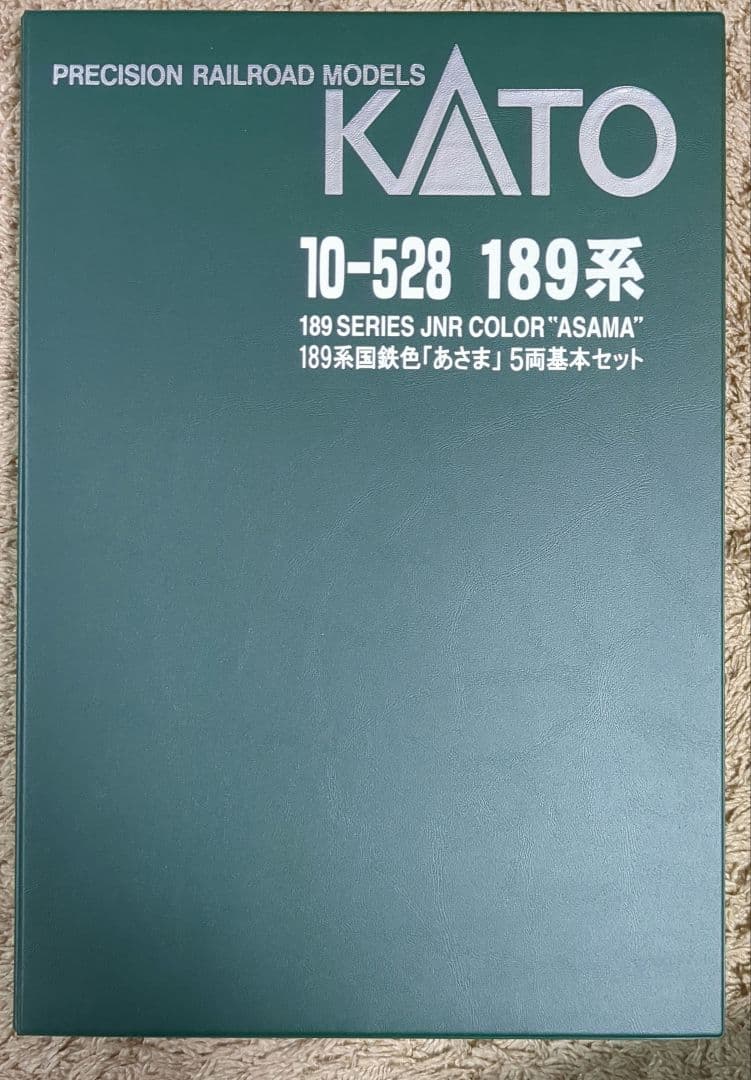 PRECISION RAILROAD MODELS
KATO
10-528 189系
189 SERIES JNR COLOR "ASAMA"
189系国鉄色「あさま」5両基本セット